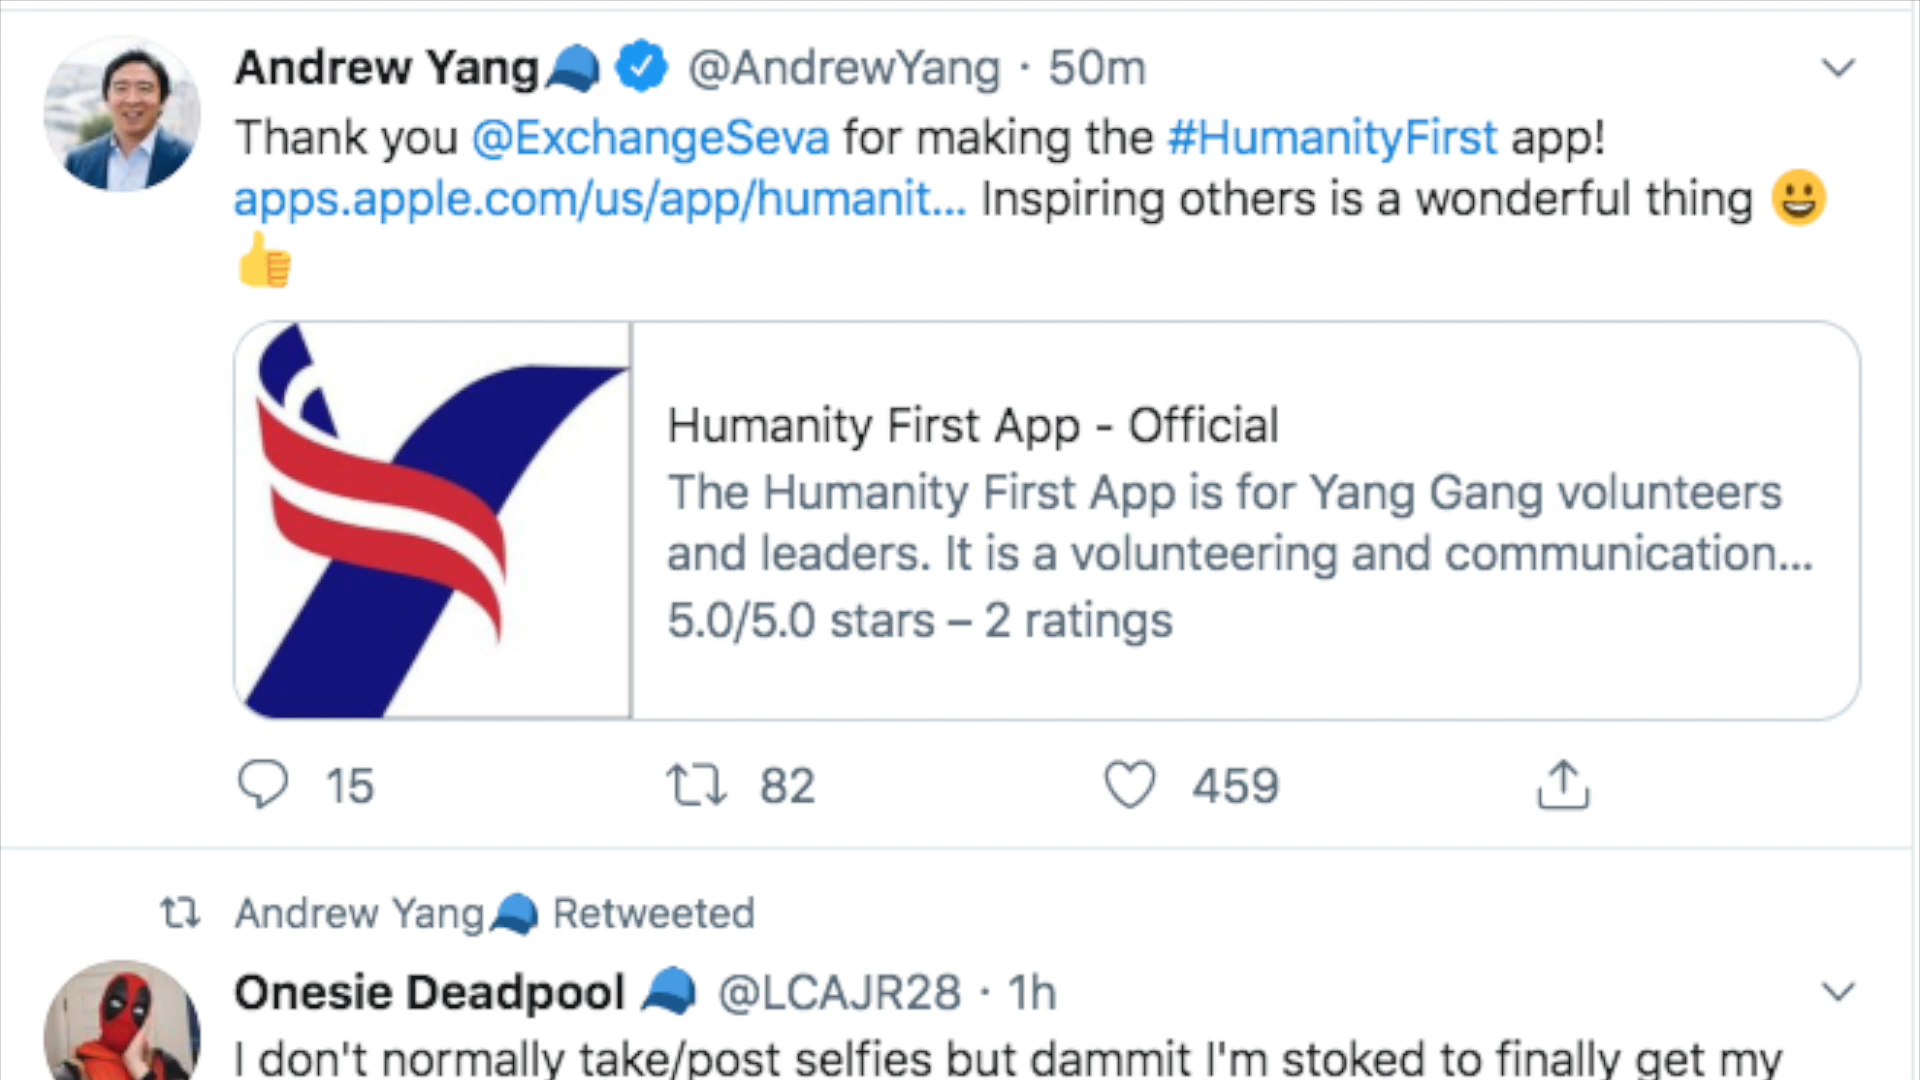 Andrew Yang🧢 @AndrewYang · 50m
Thank you @ExchangeSeva for making the #HumanityFirst app!
apps.apple.com/us/app/humanit... Inspiring others is a wonderful thing 😀
👍
Humanity First App - Official
The Humanity First App is for Yang Gang volunteers
and leaders. It is a volunteering and communication...
5.0/5.0 stars – 2 ratings
15 82 459
Andrew Yang🧢 Retweeted
Onesie Deadpool 🧢 @LCAJR28 · 1h
I don't normally take/post selfies but dammit I'm stoked to finally get my